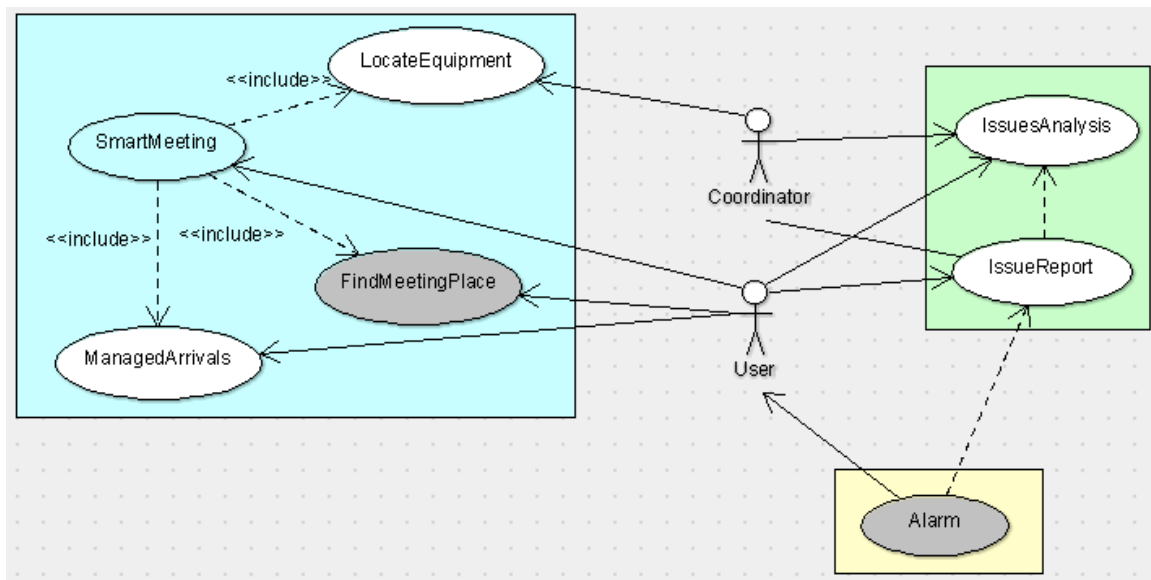 LocateEquipment
<<include>>
SmartMeeting
IssuesAnalysis
Coordinator
<<include>>
<<include>>
FindMeetingPlace
IssueReport
ManagedArrivals
User
Alarm